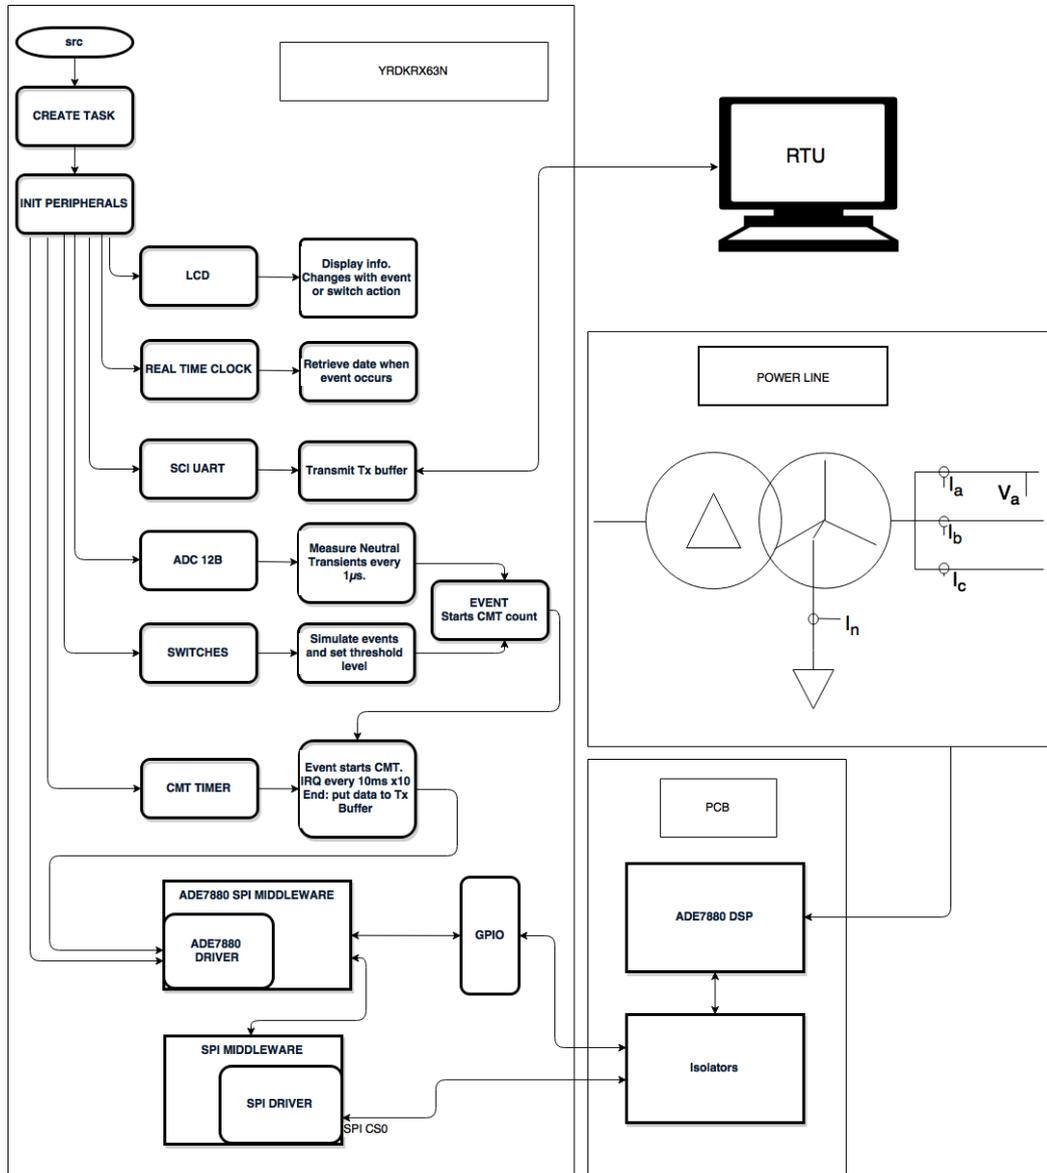 src
YRDKRX63N
CREATE TASK
INIT PERIPHERALS
RTU
LCD
Display info.
Changes with event
or switch action
REAL TIME CLOCK
Retrieve date when
event occurs
POWER LINE
SCI UART
Transmit Tx buffer
Ia
Va
Ib
Ic
In
ADC 12B
Measure Neutral
Transients every
1µs.
EVENT
Starts CMT count
SWITCHES
Simulate events
and set threshold
level
CMT TIMER
Event starts CMT.
IRQ every 10ms x10
End: put data to Tx
Buffer
PCB
ADE7880 SPI MIDDLEWARE
ADE7880
DRIVER
GPIO
ADE7880 DSP
SPI MIDDLEWARE
SPI DRIVER
SPI CS0
Isolators